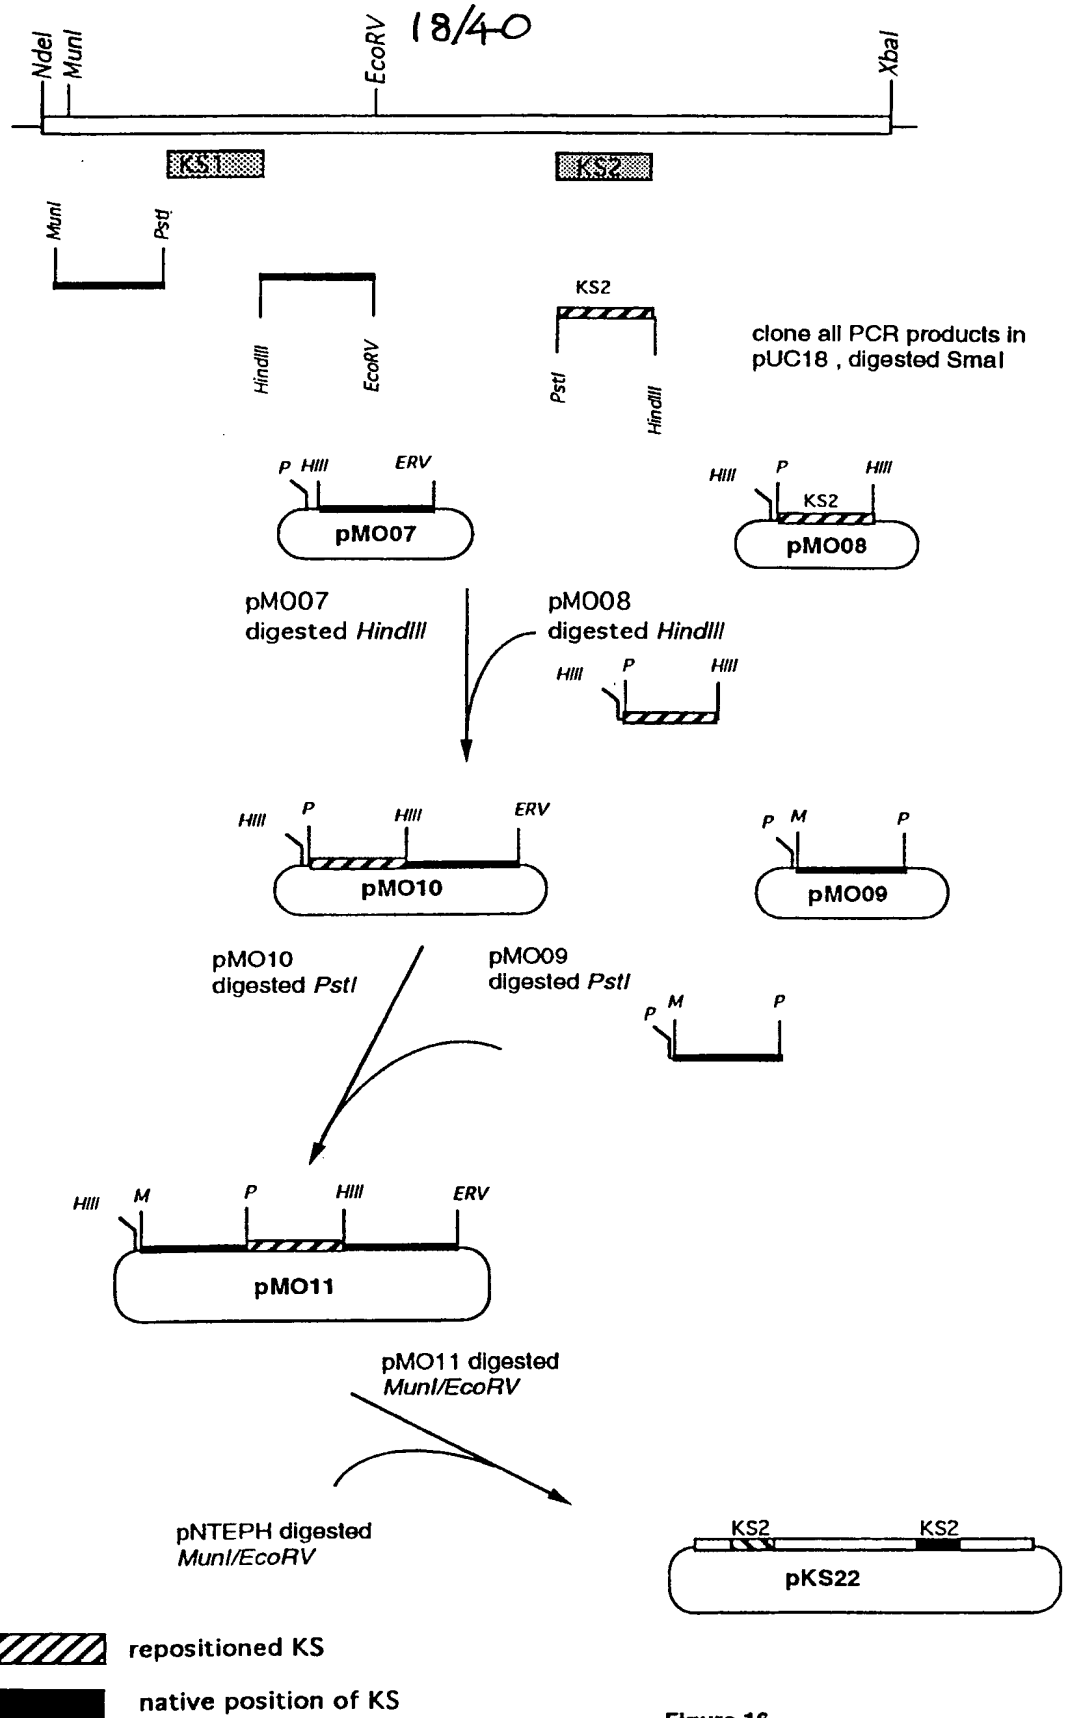 18/40
NdeI MunI EcoRV XbaI
KS1 KS2
MunI PstI
KS2
HindIII EcoRV PstI HindIII
clone all PCR products in
pUC18 , digested SmaI
P HIII ERV
pMO07
HIII P HIII
KS2
pMO08
pMO07
digested HindIII
pMO08
digested HindIII
HIII P HIII
HIII P HIII ERV
pMO10
P M P
pMO09
pMO10
digested PstI
pMO09
digested PstI
P M P
HIII M P HIII ERV
pMO11
pMO11 digested
MunI/EcoRV
pNTEPH digested
MunI/EcoRV
KS2 KS2
pKS22
repositioned KS
native position of KS